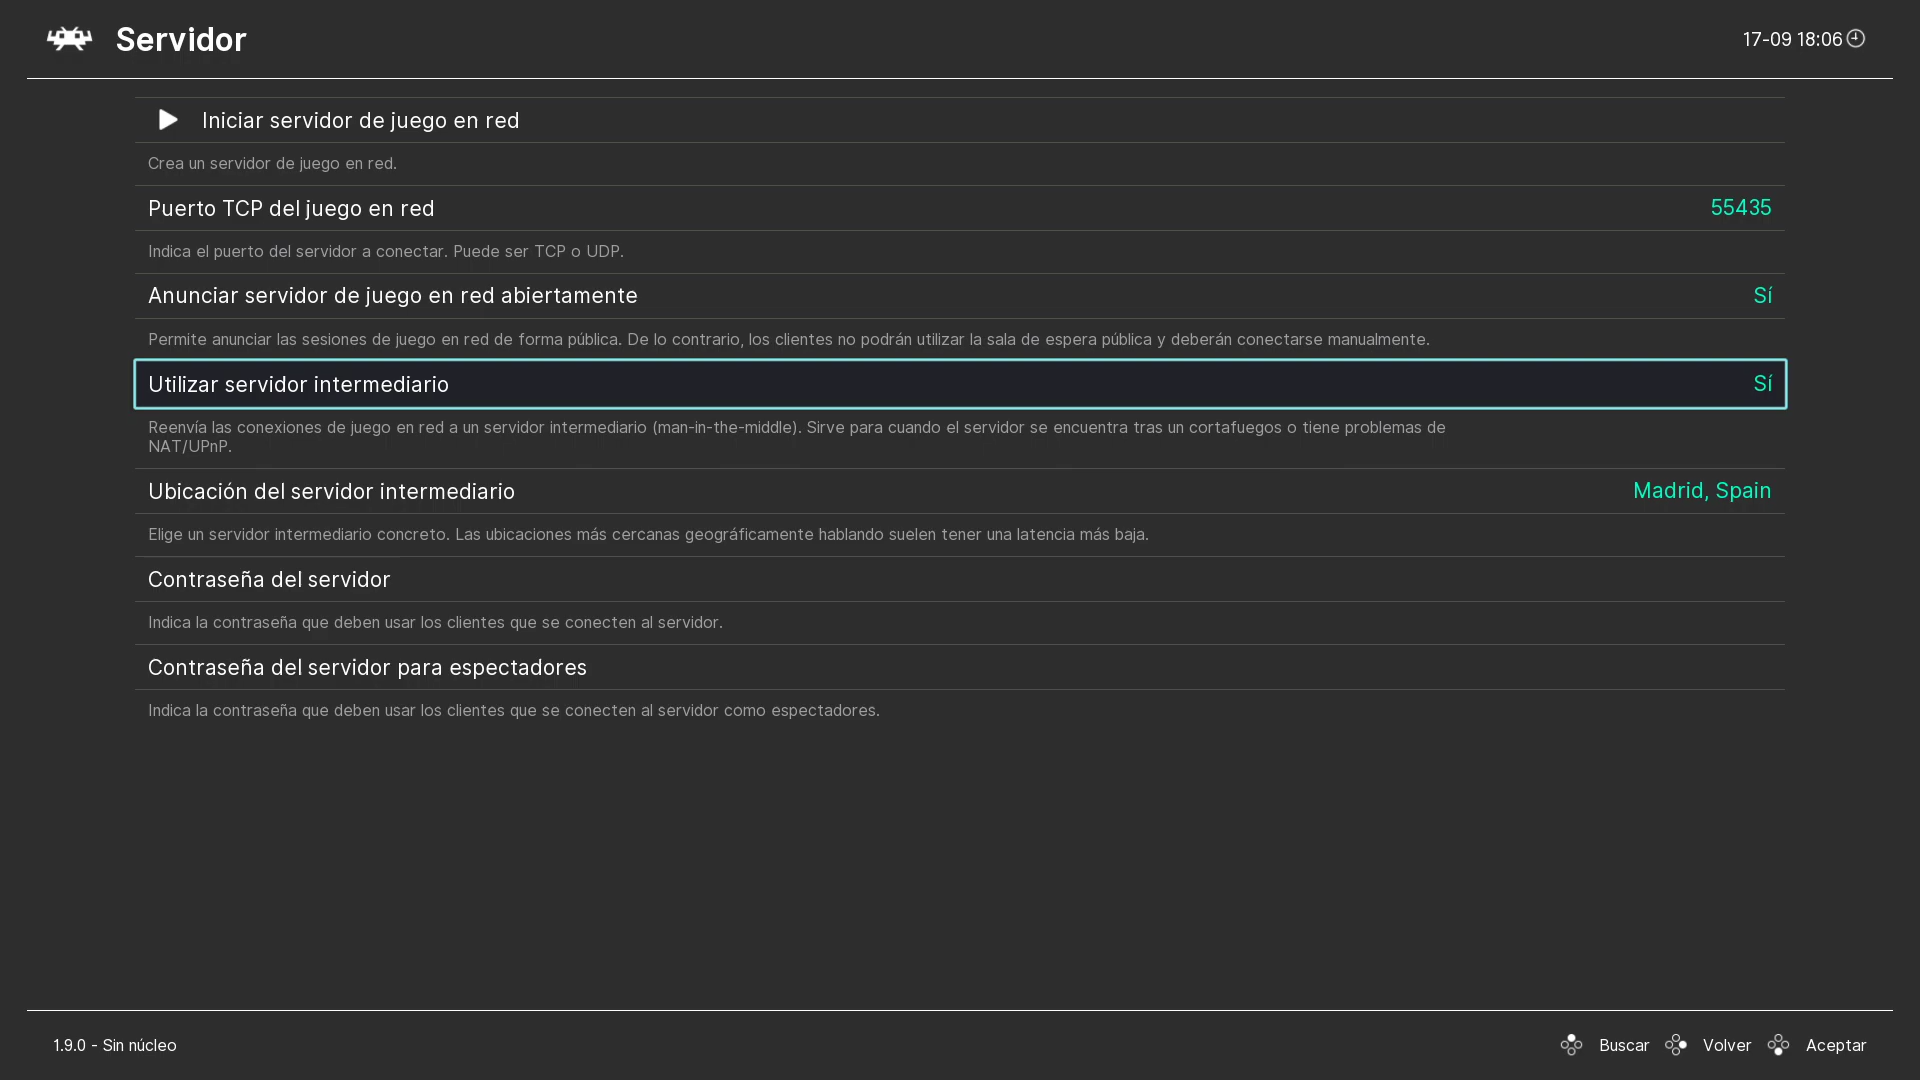 Servidor
17-09 18:06
Iniciar servidor de juego en red
Crea un servidor de juego en red.
Puerto TCP del juego en red
55435
Indica el puerto del servidor a conectar. Puede ser TCP o UDP.
Anunciar servidor de juego en red abiertamente
Sí
Permite anunciar las sesiones de juego en red de forma pública. De lo contrario, los clientes no podrán utilizar la sala de espera pública y deberán conectarse manualmente.
Utilizar servidor intermediario
Sí
Reenvía las conexiones de juego en red a un servidor intermediario (man-in-the-middle). Sirve para cuando el servidor se encuentra tras un cortafuegos o tiene problemas de
NAT/UPnP.
Ubicación del servidor intermediario
Madrid, Spain
Elige un servidor intermediario concreto. Las ubicaciones más cercanas geográficamente hablando suelen tener una latencia más baja.
Contraseña del servidor
Indica la contraseña que deben usar los clientes que se conecten al servidor.
Contraseña del servidor para espectadores
Indica la contraseña que deben usar los clientes que se conecten al servidor como espectadores.
1.9.0 - Sin núcleo
Buscar
Volver
Aceptar